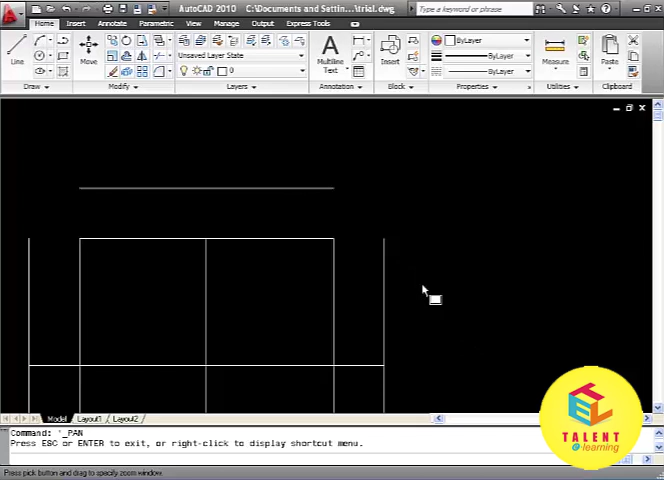 AutoCAD 2010 C:\Documents and Settin...\trial.dwg
Type a keyword or phrase
Home Insert Annotate Parametric View Manage Output Express Tools
Line
Move
Unsaved Layer State
0
Multiline
Text
Insert
ByLayer
ByLayer
ByLayer
Measure
Paste
Draw Modify Layers Annotation Block Properties Utilities Clipboard
Model Layout1 Layout2
Command: '_PAN
Press ESC or ENTER to exit, or right-click to display shortcut menu.
Press pick button and drag to specify zoom window.
TEL
TALENT
e-learning